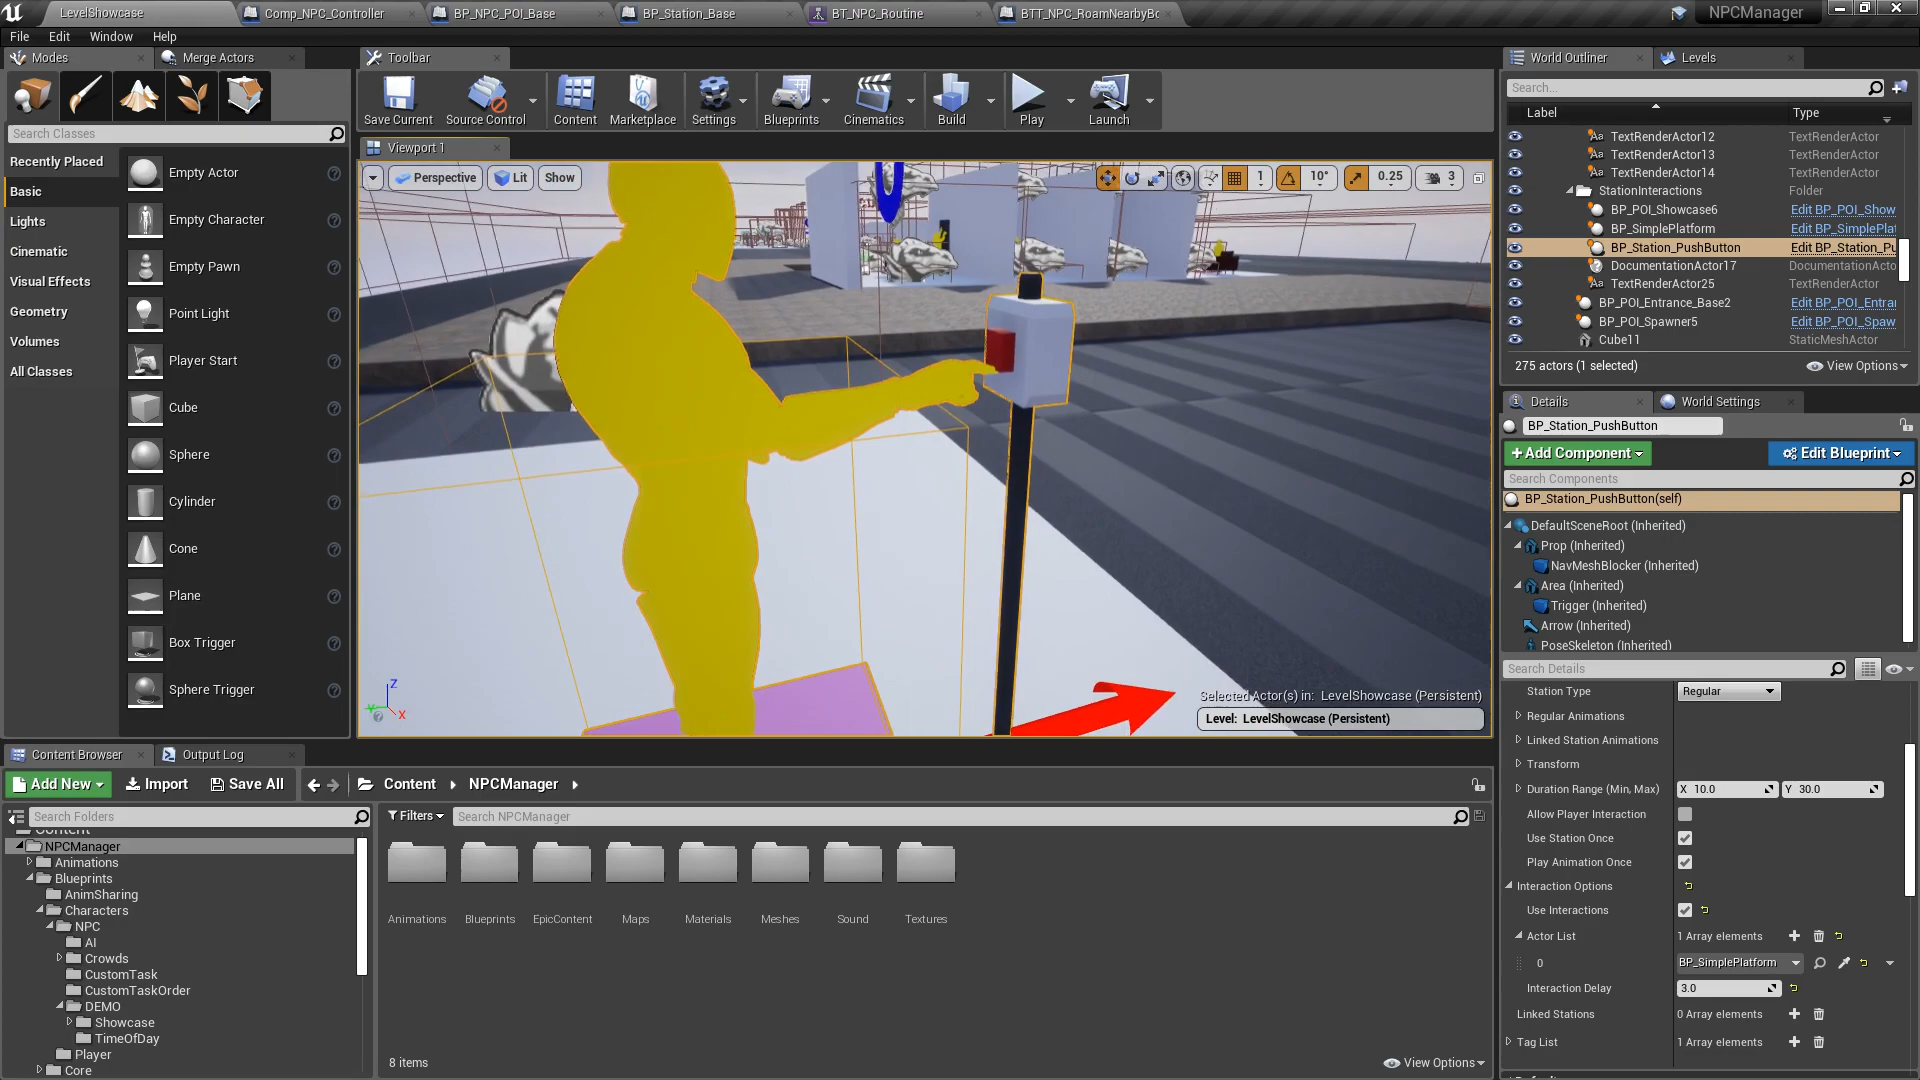 LevelShowcase
Comp_NPC_Controller
BP_NPC_POI_Base
BP_Station_Base
BT_NPC_Routine
BTT_NPC_RoamNearbyBc
NPCManager
File Edit Window Help
Modes
Merge Actors
Toolbar
World Outliner
Levels
Save Current
Source Control
Content
Marketplace
Settings
Blueprints
Cinematics
Build
Play
Launch
Search...
Label
Type
Search Classes
Viewport 1
TextRenderActor12 TextRenderActor
TextRenderActor13 TextRenderActor
TextRenderActor14 TextRenderActor
StationInteractions Folder
BP_POI_Showcase6 Edit BP_POI_Show
BP_SimplePlatform Edit BP_SimplePlat
BP_Station_PushButton Edit BP_Station_Pu
DocumentationActor17 DocumentationActo
TextRenderActor25 TextRenderActor
BP_POI_Entrance_Base2 Edit BP_POI_Entrar
BP_POI_Spawner5 Edit BP_POI_Spaw
Cube11 StaticMeshActor
275 actors (1 selected)
View Options
Recently Placed
Basic
Lights
Cinematic
Visual Effects
Geometry
Volumes
All Classes
Empty Actor
Empty Character
Empty Pawn
Point Light
Player Start
Cube
Sphere
Cylinder
Cone
Plane
Box Trigger
Sphere Trigger
Perspective
Lit
Show
1
10°
0.25
3
Z
Y
X
Selected Actor(s) in: LevelShowcase (Persistent)
Level: LevelShowcase (Persistent)
Details
World Settings
BP_Station_PushButton
+Add Component
Edit Blueprint
Search Components
BP_Station_PushButton(self)
DefaultSceneRoot (Inherited)
Prop (Inherited)
NavMeshBlocker (Inherited)
Area (Inherited)
Trigger (Inherited)
Arrow (Inherited)
PoseSkeleton (Inherited)
Search Details
Station Type Regular
Regular Animations
Linked Station Animations
Transform
Duration Range (Min, Max) X 10.0 Y 30.0
Allow Player Interaction
Use Station Once
Play Animation Once
Interaction Options
Use Interactions
Actor List 1 Array elements
0 BP_SimplePlatform
Interaction Delay 3.0
Linked Stations 0 Array elements
Tag List 1 Array elements
Content Browser
Output Log
Add New
Import
Save All
Content
NPCManager
Search Folders
Filters
Search NPCManager
Content
NPCManager
Animations
Blueprints
AnimSharing
Characters
NPC
AI
Crowds
CustomTask
CustomTaskOrder
DEMO
Showcase
TimeOfDay
Player
Core
Animations
Blueprints
EpicContent
Maps
Materials
Meshes
Sound
Textures
8 items
View Options